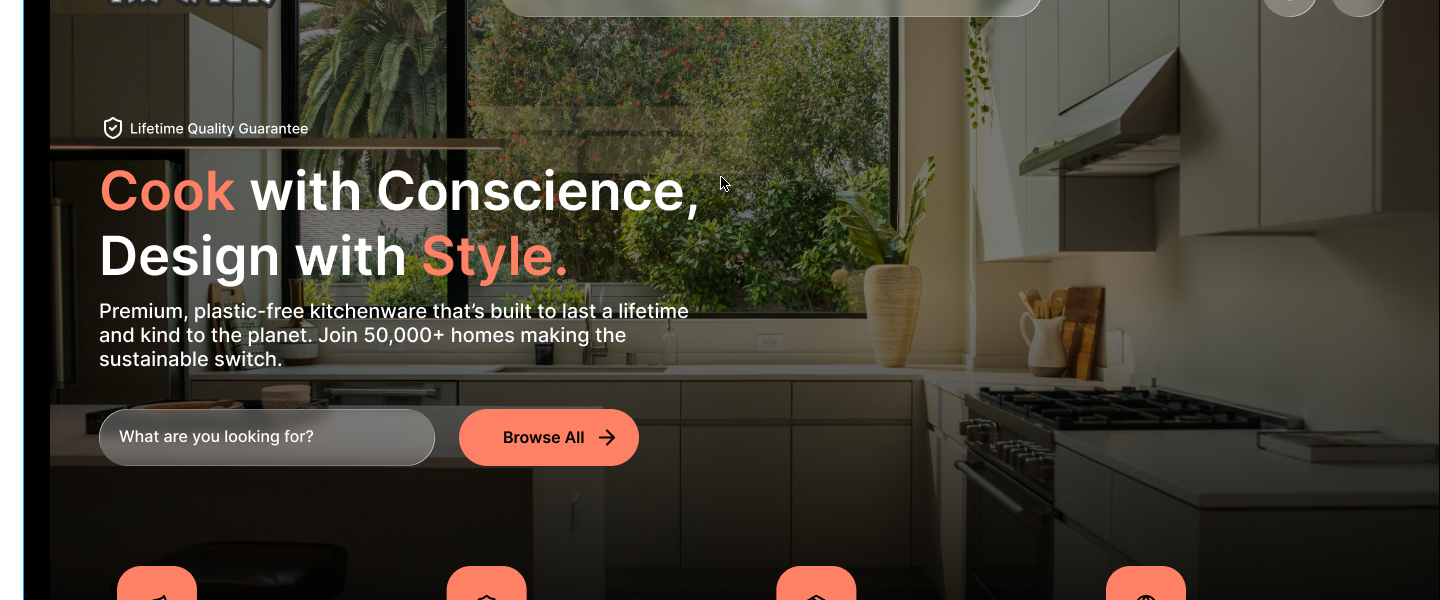 Lifetime Quality Guarantee
Cook with Conscience,
Design with Style.
Premium, plastic-free kitchenware that’s built to last a lifetime
and kind to the planet. Join 50,000+ homes making the
sustainable switch.
What are you looking for?
Browse All